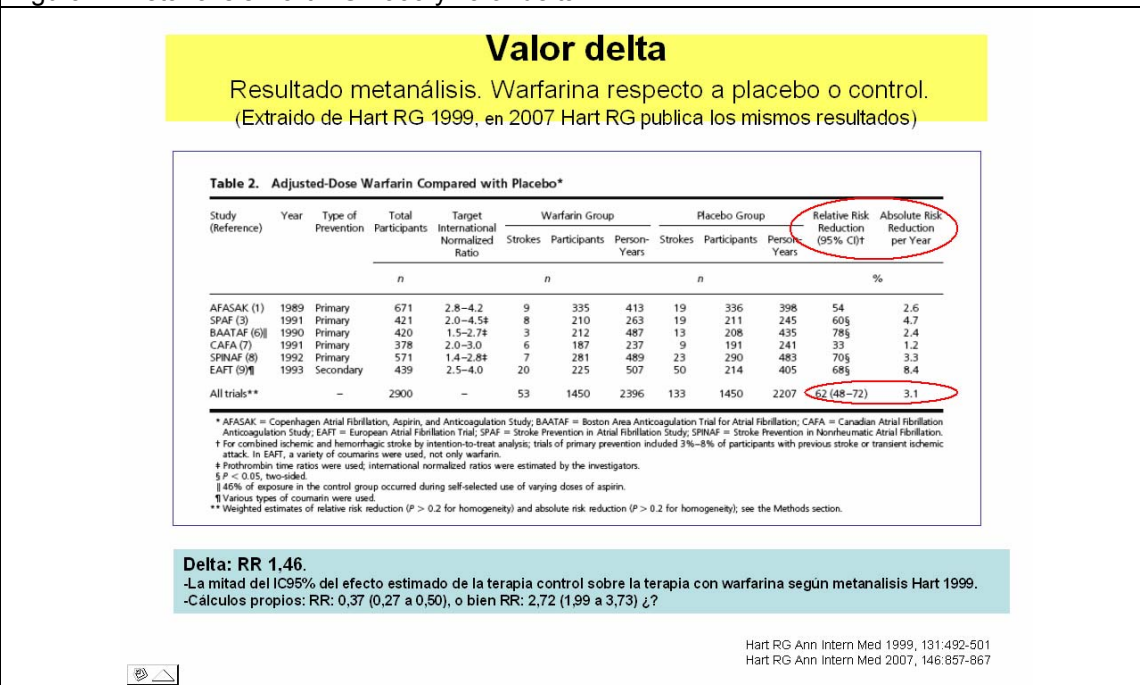 Valor delta
Resultado metanálisis. Warfarina respecto a placebo o control.
(Extraido de Hart RG 1999, en 2007 Hart RG publica los mismos resultados)
Table 2. Adjusted-Dose Warfarin Compared with Placebo*
Study (Reference) Year Type of Prevention Total Participants Target International Normalized Ratio Warfarin Group Placebo Group Relative Risk Reduction (95% CI)† Absolute Risk Reduction per Year
Strokes Participants Person-Years Strokes Participants Person-Years
n n n %
AFASAK (1) 1989 Primary 671 2.8–4.2 9 335 413 19 336 398 54 2.6
SPAF (3) 1991 Primary 421 2.0–4.5‡ 8 210 263 19 211 245 60§ 4.7
BAATAF (6)‖ 1990 Primary 420 1.5–2.7‡ 3 212 487 13 208 435 78§ 2.4
CAFA (7) 1991 Primary 378 2.0–3.0 6 187 237 9 191 241 33 1.2
SPINAF (8) 1992 Primary 571 1.4–2.8‡ 7 281 489 23 290 483 70§ 3.3
EAFT (9)¶ 1993 Secondary 439 2.5–4.0 20 225 507 50 214 405 68§ 8.4
All trials** – 2900 – 53 1450 2396 133 1450 2207 62 (48–72) 3.1
* AFASAK = Copenhagen Atrial Fibrillation, Aspirin, and Anticoagulation Study; BAATAF = Boston Area Anticoagulation Trial for Atrial Fibrillation; CAFA = Canadian Atrial Fibrillation
Anticoagulation Study; EAFT = European Atrial Fibrillation Trial; SPAF = Stroke Prevention in Atrial Fibrillation Study; SPINAF = Stroke Prevention in Nonrheumatic Atrial Fibrillation.
† For combined ischemic and hemorrhagic stroke by intention-to-treat analysis; trials of primary prevention included 3%–8% of participants with previous stroke or transient ischemic
attack. In EAFT, a variety of coumarins were used, not only warfarin.
‡ Prothrombin time ratios were used; international normalized ratios were estimated by the investigators.
§ P < 0.05, two-sided.
‖ 46% of exposure in the control group occurred during self-selected use of varying doses of aspirin.
¶ Various types of coumarin were used.
** Weighted estimates of relative risk reduction (P > 0.2 for homogeneity) and absolute risk reduction (P > 0.2 for homogeneity); see the Methods section.
Delta: RR 1,46.
-La mitad del IC95% del efecto estimado de la terapia control sobre la terapia con warfarina según metanalisis Hart 1999.
-Cálculos propios: RR: 0,37 (0,27 a 0,50), o bien RR: 2,72 (1,99 a 3,73) ¿?
Hart RG Ann Intern Med 1999, 131:492-501
Hart RG Ann Intern Med 2007, 146:857-867